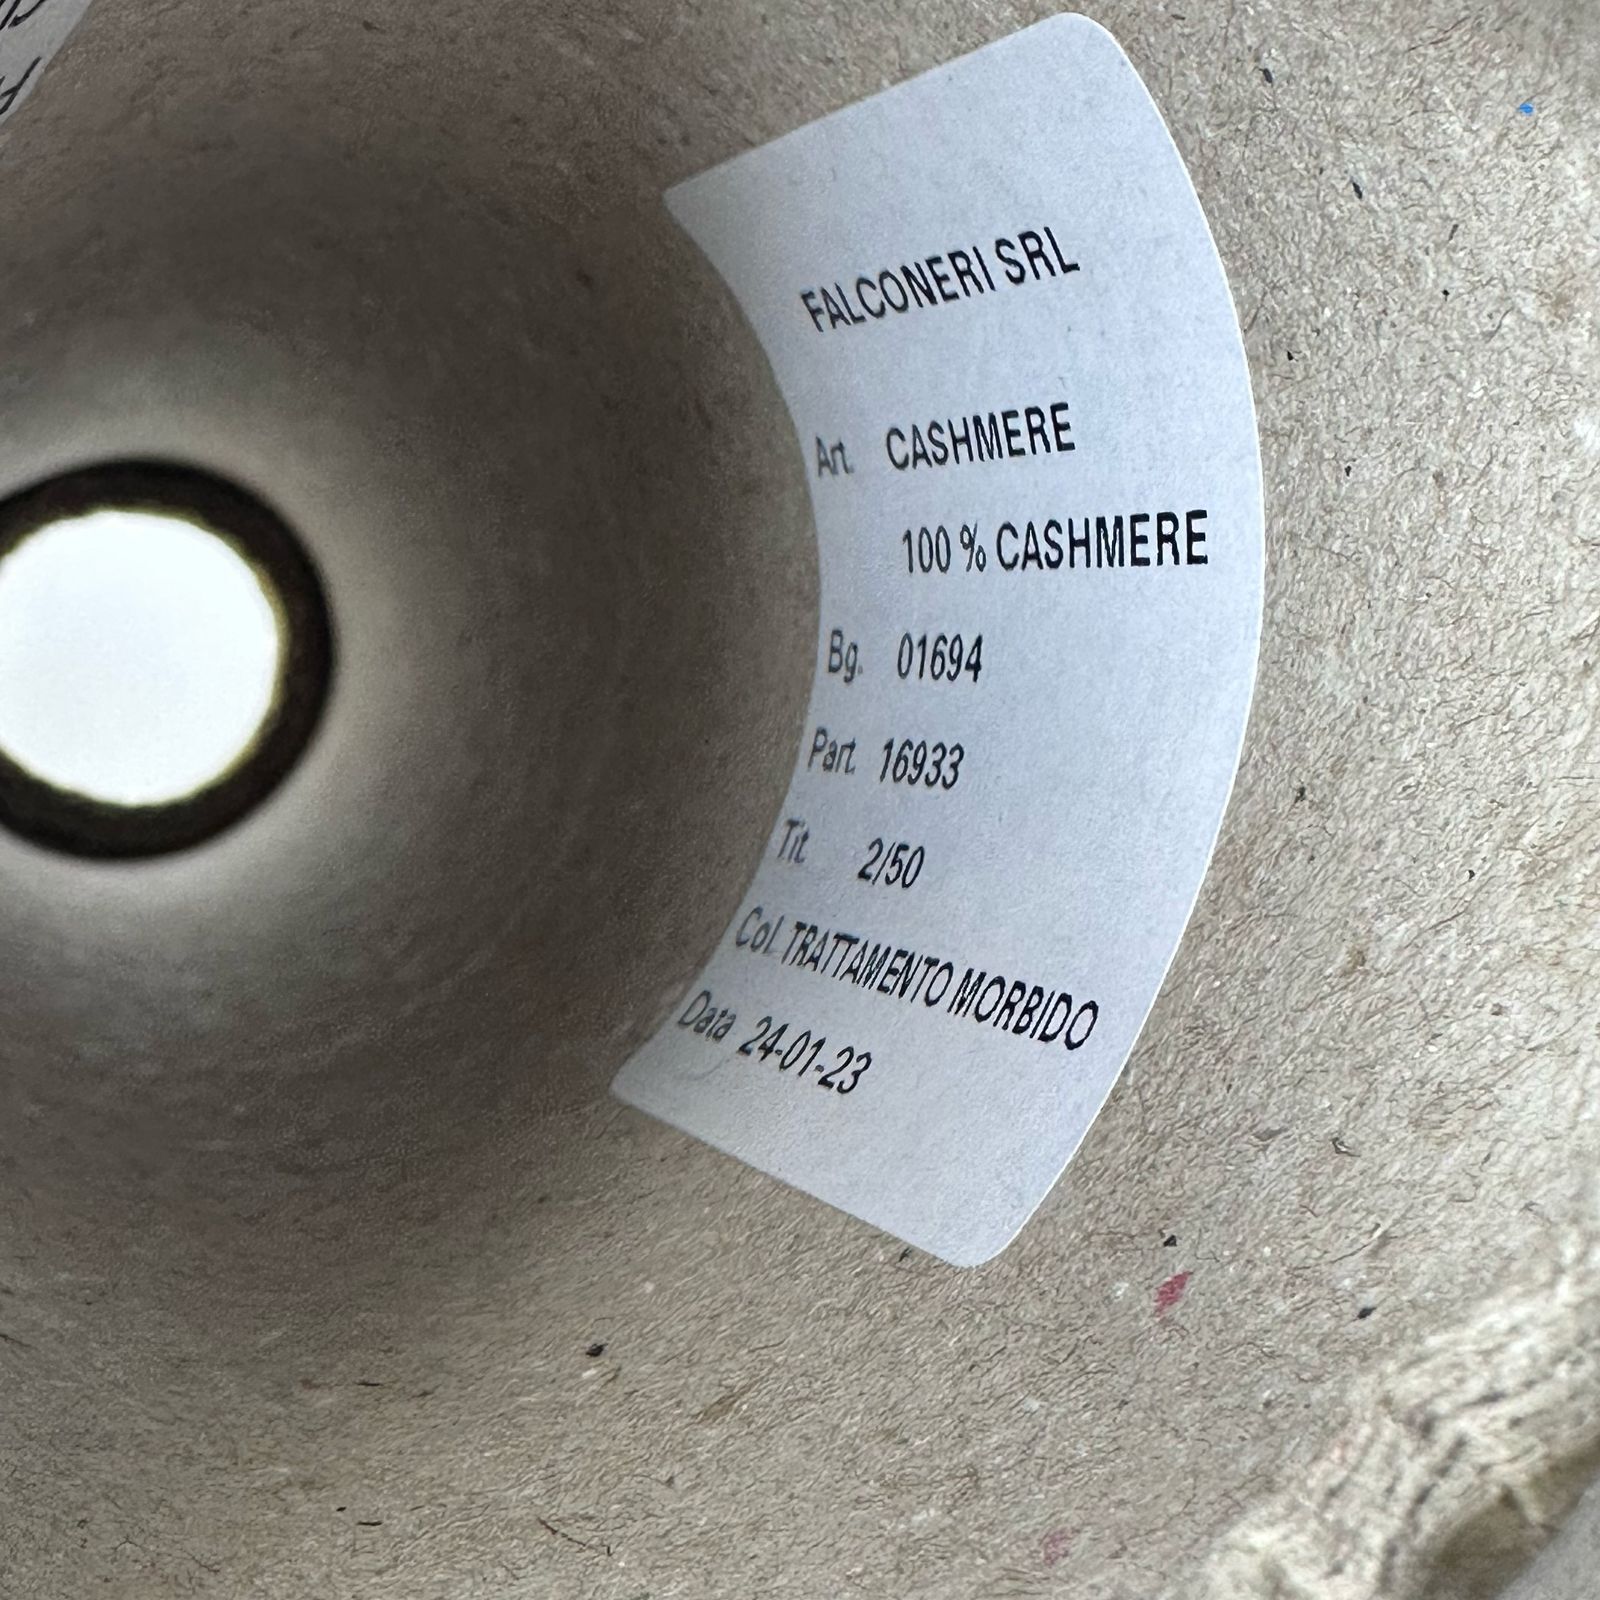 FALCONERI SRL
Art. CASHMERE
100 % CASHMERE
Bg. 01694
Part. 16933
Tit 2/50
Col. TRATTAMENTO MORBIDO
Data 24-01-23